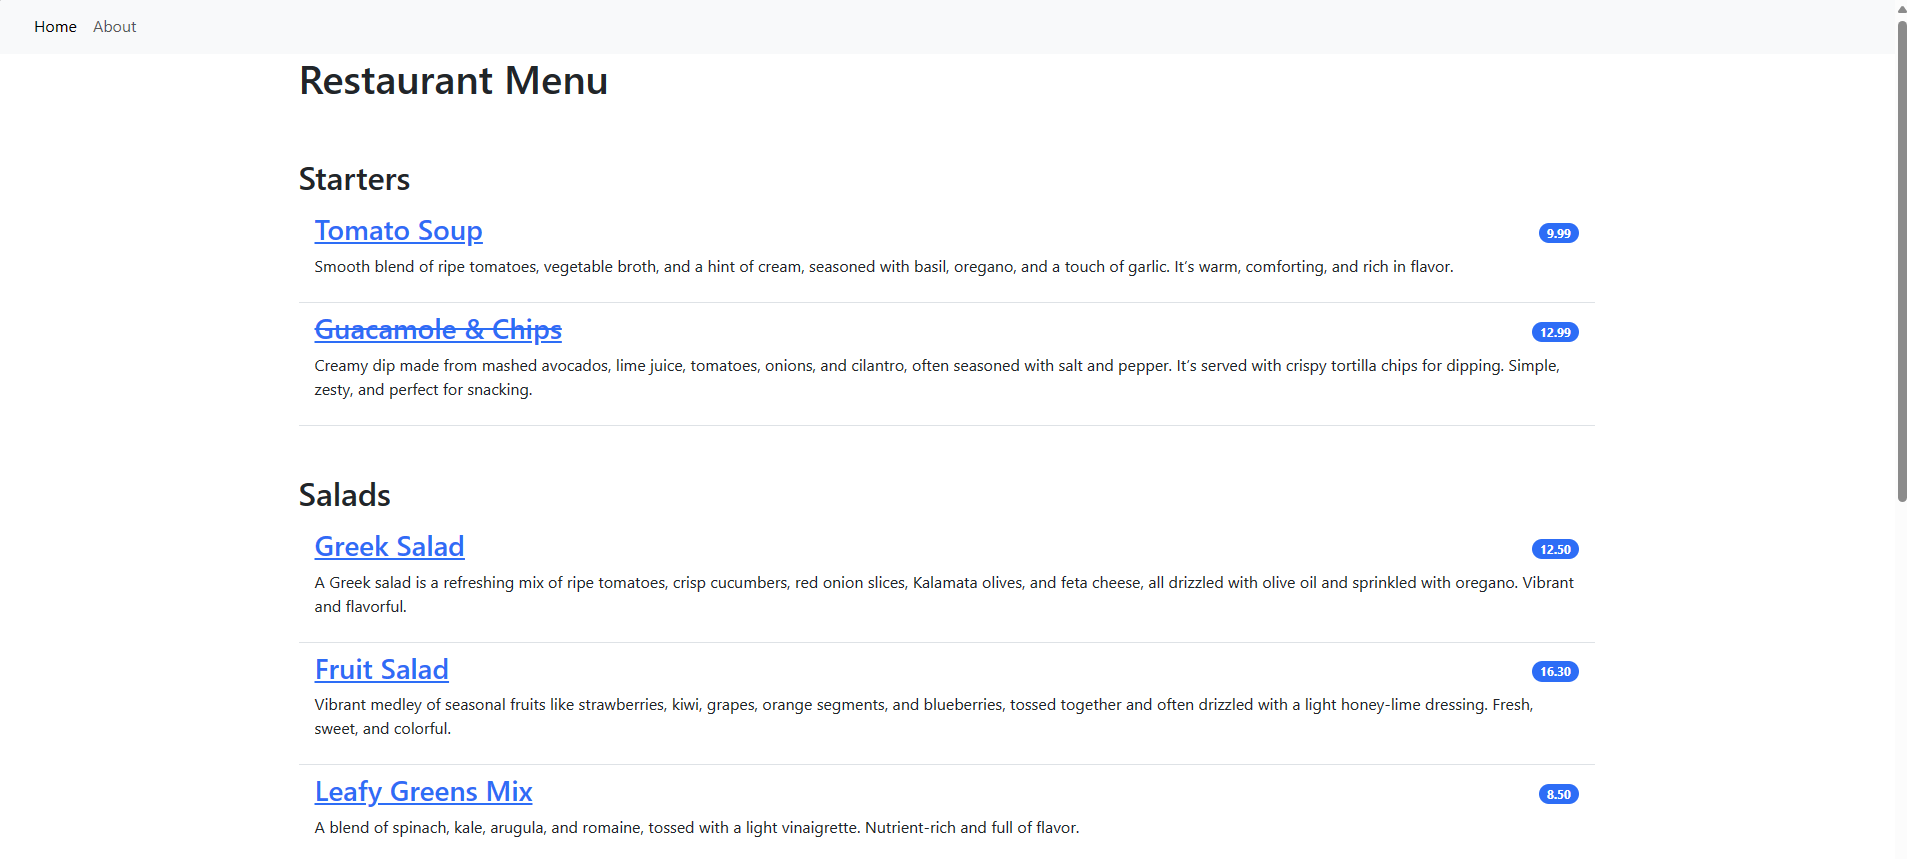 Home About
Restaurant Menu
Starters
Tomato Soup 9.99
Smooth blend of ripe tomatoes, vegetable broth, and a hint of cream, seasoned with basil, oregano, and a touch of garlic. It’s warm, comforting, and rich in flavor.
Guacamole & Chips 12.99
Creamy dip made from mashed avocados, lime juice, tomatoes, onions, and cilantro, often seasoned with salt and pepper. It’s served with crispy tortilla chips for dipping. Simple,
zesty, and perfect for snacking.
Salads
Greek Salad 12.50
A Greek salad is a refreshing mix of ripe tomatoes, crisp cucumbers, red onion slices, Kalamata olives, and feta cheese, all drizzled with olive oil and sprinkled with oregano. Vibrant
and flavorful.
Fruit Salad 16.30
Vibrant medley of seasonal fruits like strawberries, kiwi, grapes, orange segments, and blueberries, tossed together and often drizzled with a light honey-lime dressing. Fresh,
sweet, and colorful.
Leafy Greens Mix 8.50
A blend of spinach, kale, arugula, and romaine, tossed with a light vinaigrette. Nutrient-rich and full of flavor.